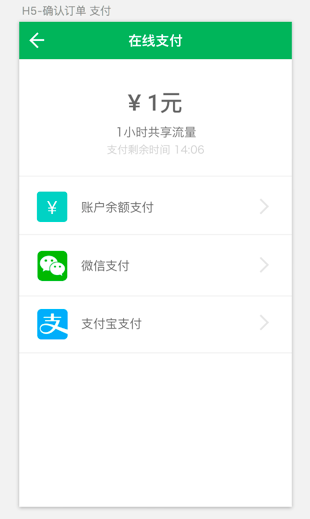 H5-确认订单 支付
在线支付
¥ 1元
1小时共享流量
支付剩余时间 14:06
¥ 账户余额支付
微信支付
支 支付宝支付